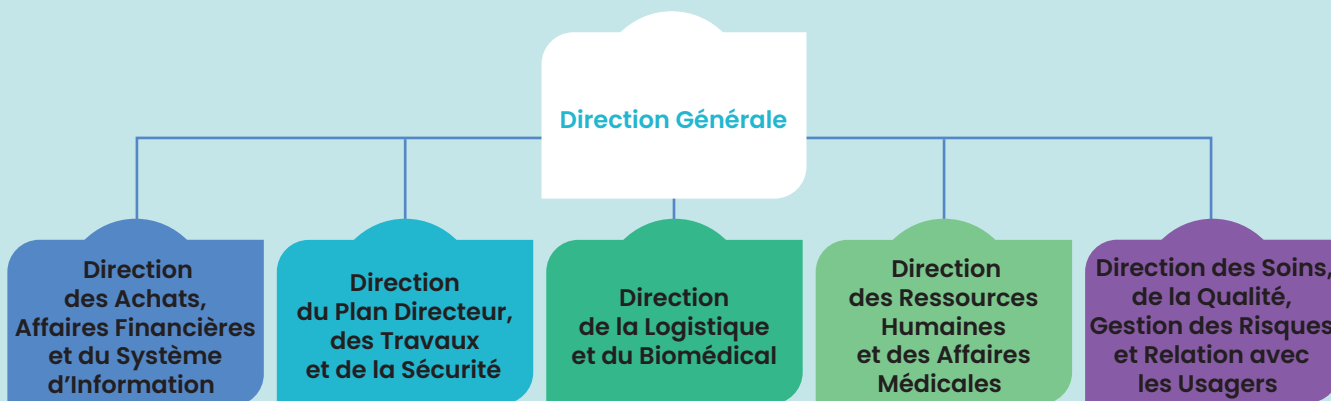 Direction Générale
Direction
des Achats,
Affaires Financières
et du Système
d’Information
Direction
du Plan Directeur,
des Travaux
et de la Sécurité
Direction
de la Logistique
et du Biomédical
Direction
des Ressources
Humaines
et des Affaires
Médicales
Direction des Soins,
de la Qualité,
Gestion des Risques
et Relation avec
les Usagers